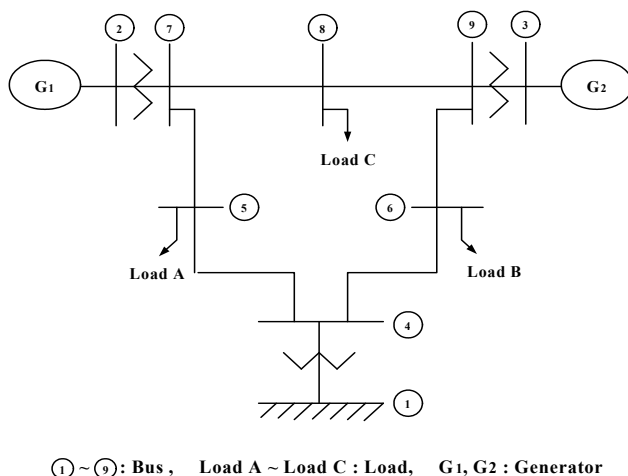 2 7 8 9 3
G1 G2
Load C
5 6
Load A Load B
4
1
1 ~ 9 : Bus , Load A ~ Load C : Load, G1, G2 : Generator